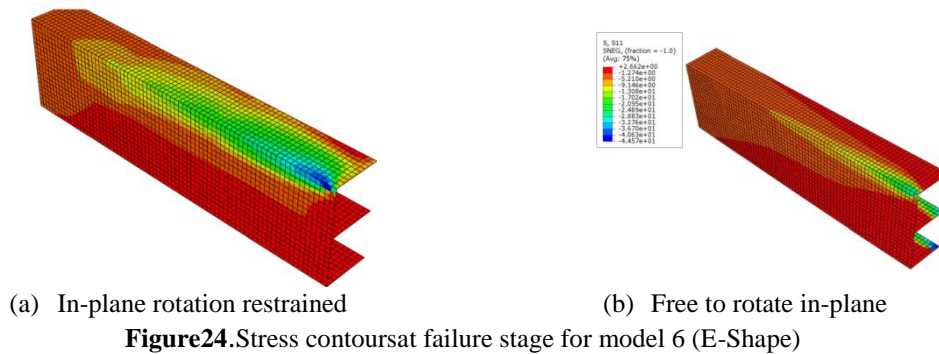 S, S11
SNEG, (fraction = -1.0)
(Avg: 75%)
+2.662e+00
-1.274e+00
-5.210e+00
-9.146e+00
-1.308e+01
-1.702e+01
-2.095e+01
-2.489e+01
-2.883e+01
-3.276e+01
-3.670e+01
-4.063e+01
-4.457e+01
(a) In-plane rotation restrained
(b) Free to rotate in-plane
Figure24.Stress contoursat failure stage for model 6 (E-Shape)